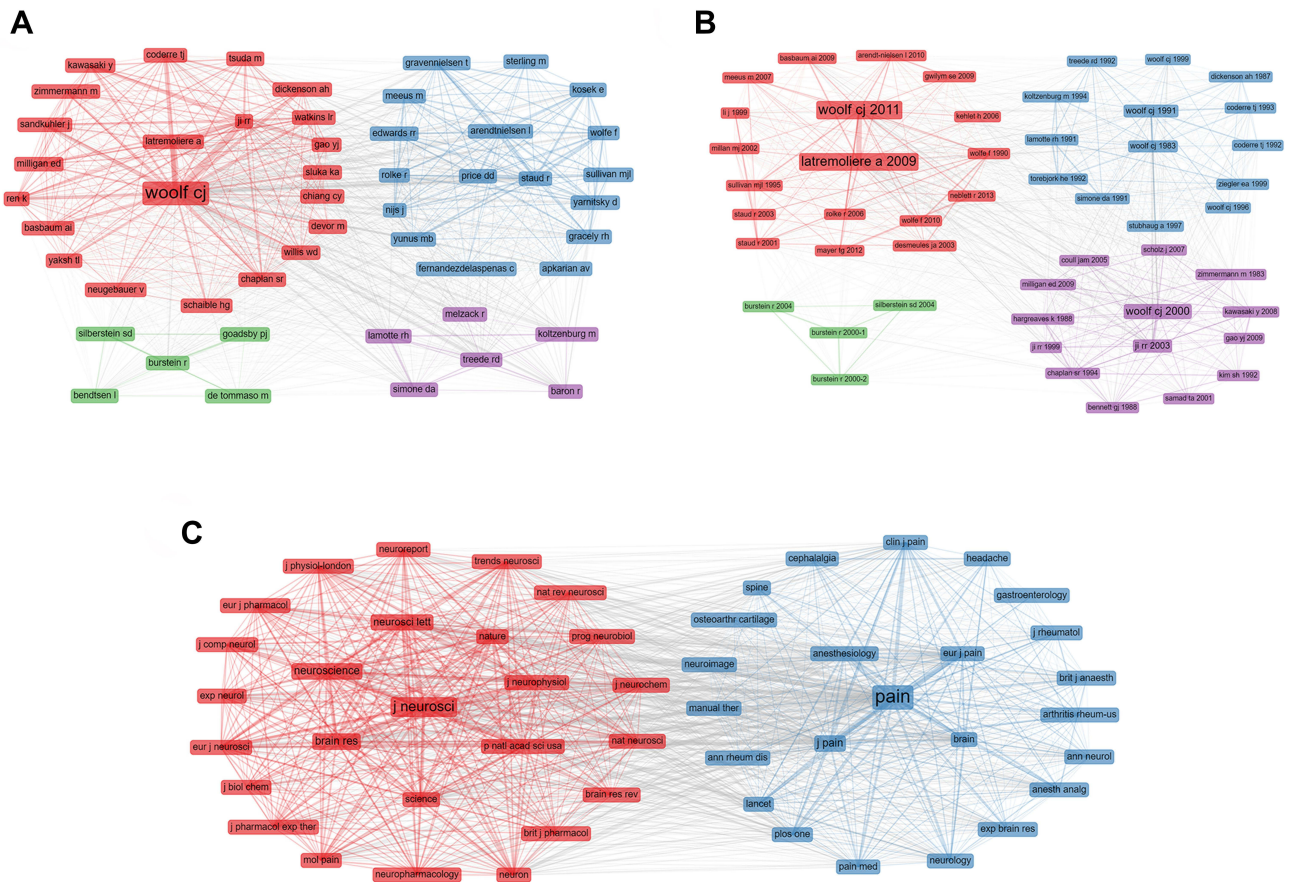 A
coderre tj
tsuda m
kawasaki y
zimmermann m
dickenson ah
sandkuhler j
ji rr
watkins lr
latremoliere a
gao yj
milligan ed
sluka ka
woolf cj
ren k
chiang cy
basbaum ai
devor m
yaksh tl
willis wd
neugebauer v
chaplan sr
schaible hg
gravennielsen t
sterling m
meeus m
kosek e
edwards rr
arendtnielsen l
wolfe f
rolke r
price dd
staud r
sullivan mjl
nijs j
yarnitsky d
yunus mb
gracely rh
fernandezdelaspenas c
apkarian av
silberstein sd
goadsby pj
burstein r
bendtsen l
de tommaso m
melzack r
lamotte rh
koltzenburg m
treede rd
simone da
baron r
B
basbaum ai 2009
arendt-nielsen l 2010
meeus m 2007
gwilym se 2009
li j 1999
woolf cj 2011
kehlet h 2006
millan mj 2002
latremoliere a 2009
wolfe f 1990
sullivan mj 1995
neblett r 2013
staud r 2003
rolke r 2006
wolfe f 2010
staud r 2001
mayer tg 2012
desmeules ja 2003
treede rd 1992
woolf cj 1999
dickenson ah 1987
koltzenburg m 1994
woolf cj 1991
coderre tj 1993
lamotte rh 1991
woolf cj 1983
coderre tj 1992
torebjork he 1992
ziegler ea 1999
simone da 1991
woolf cj 1996
stubhaug a 1997
scholz j 2007
coull jam 2005
zimmermann m 1983
milligan ed 2009
woolf cj 2000
kawasaki y 2008
hargreaves k 1988
gao yj 2009
ji rr 1999
ji rr 2003
chaplan sr 1994
kim sh 1992
samad ta 2001
bennett gj 1988
burstein r 2004
silberstein sd 2004
burstein r 2000-1
burstein r 2000-2
C
neuroreport
j physiol-london
trends neurosci
eur j pharmacol
nat rev neurosci
neurosci lett
nature
prog neurobiol
j comp neurol
neuroscience
j neurophysiol
j neurochem
exp neurol
j neurosci
eur j neurosci
brain res
p natl acad sci usa
nat neurosci
j biol chem
science
brain res rev
j pharmacol exp ther
brit j pharmacol
mol pain
neuropharmacology
neuron
clin j pain
cephalalgia
headache
spine
gastroenterology
osteoarthr cartilage
j rheumatol
anesthesiology
eur j pain
neuroimage
brit j anaesth
manual ther
pain
arthritis rheum-us
j pain
brain
ann rheum dis
ann neurol
lancet
anesth analg
plos one
exp brain res
pain med
neurology